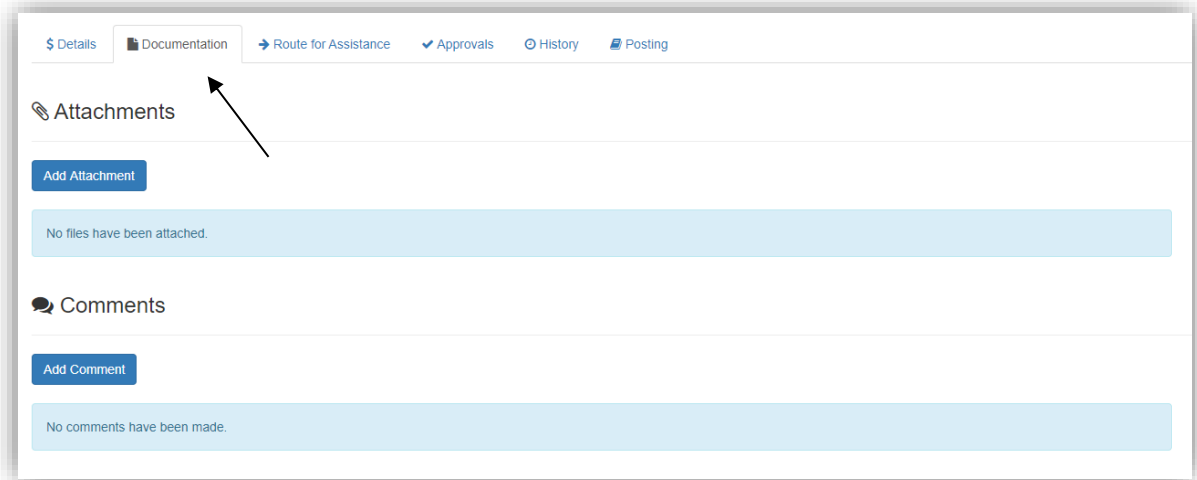 $ Details Documentation Route for Assistance Approvals History Posting
Attachments
Add Attachment
No files have been attached.
Comments
Add Comment
No comments have been made.